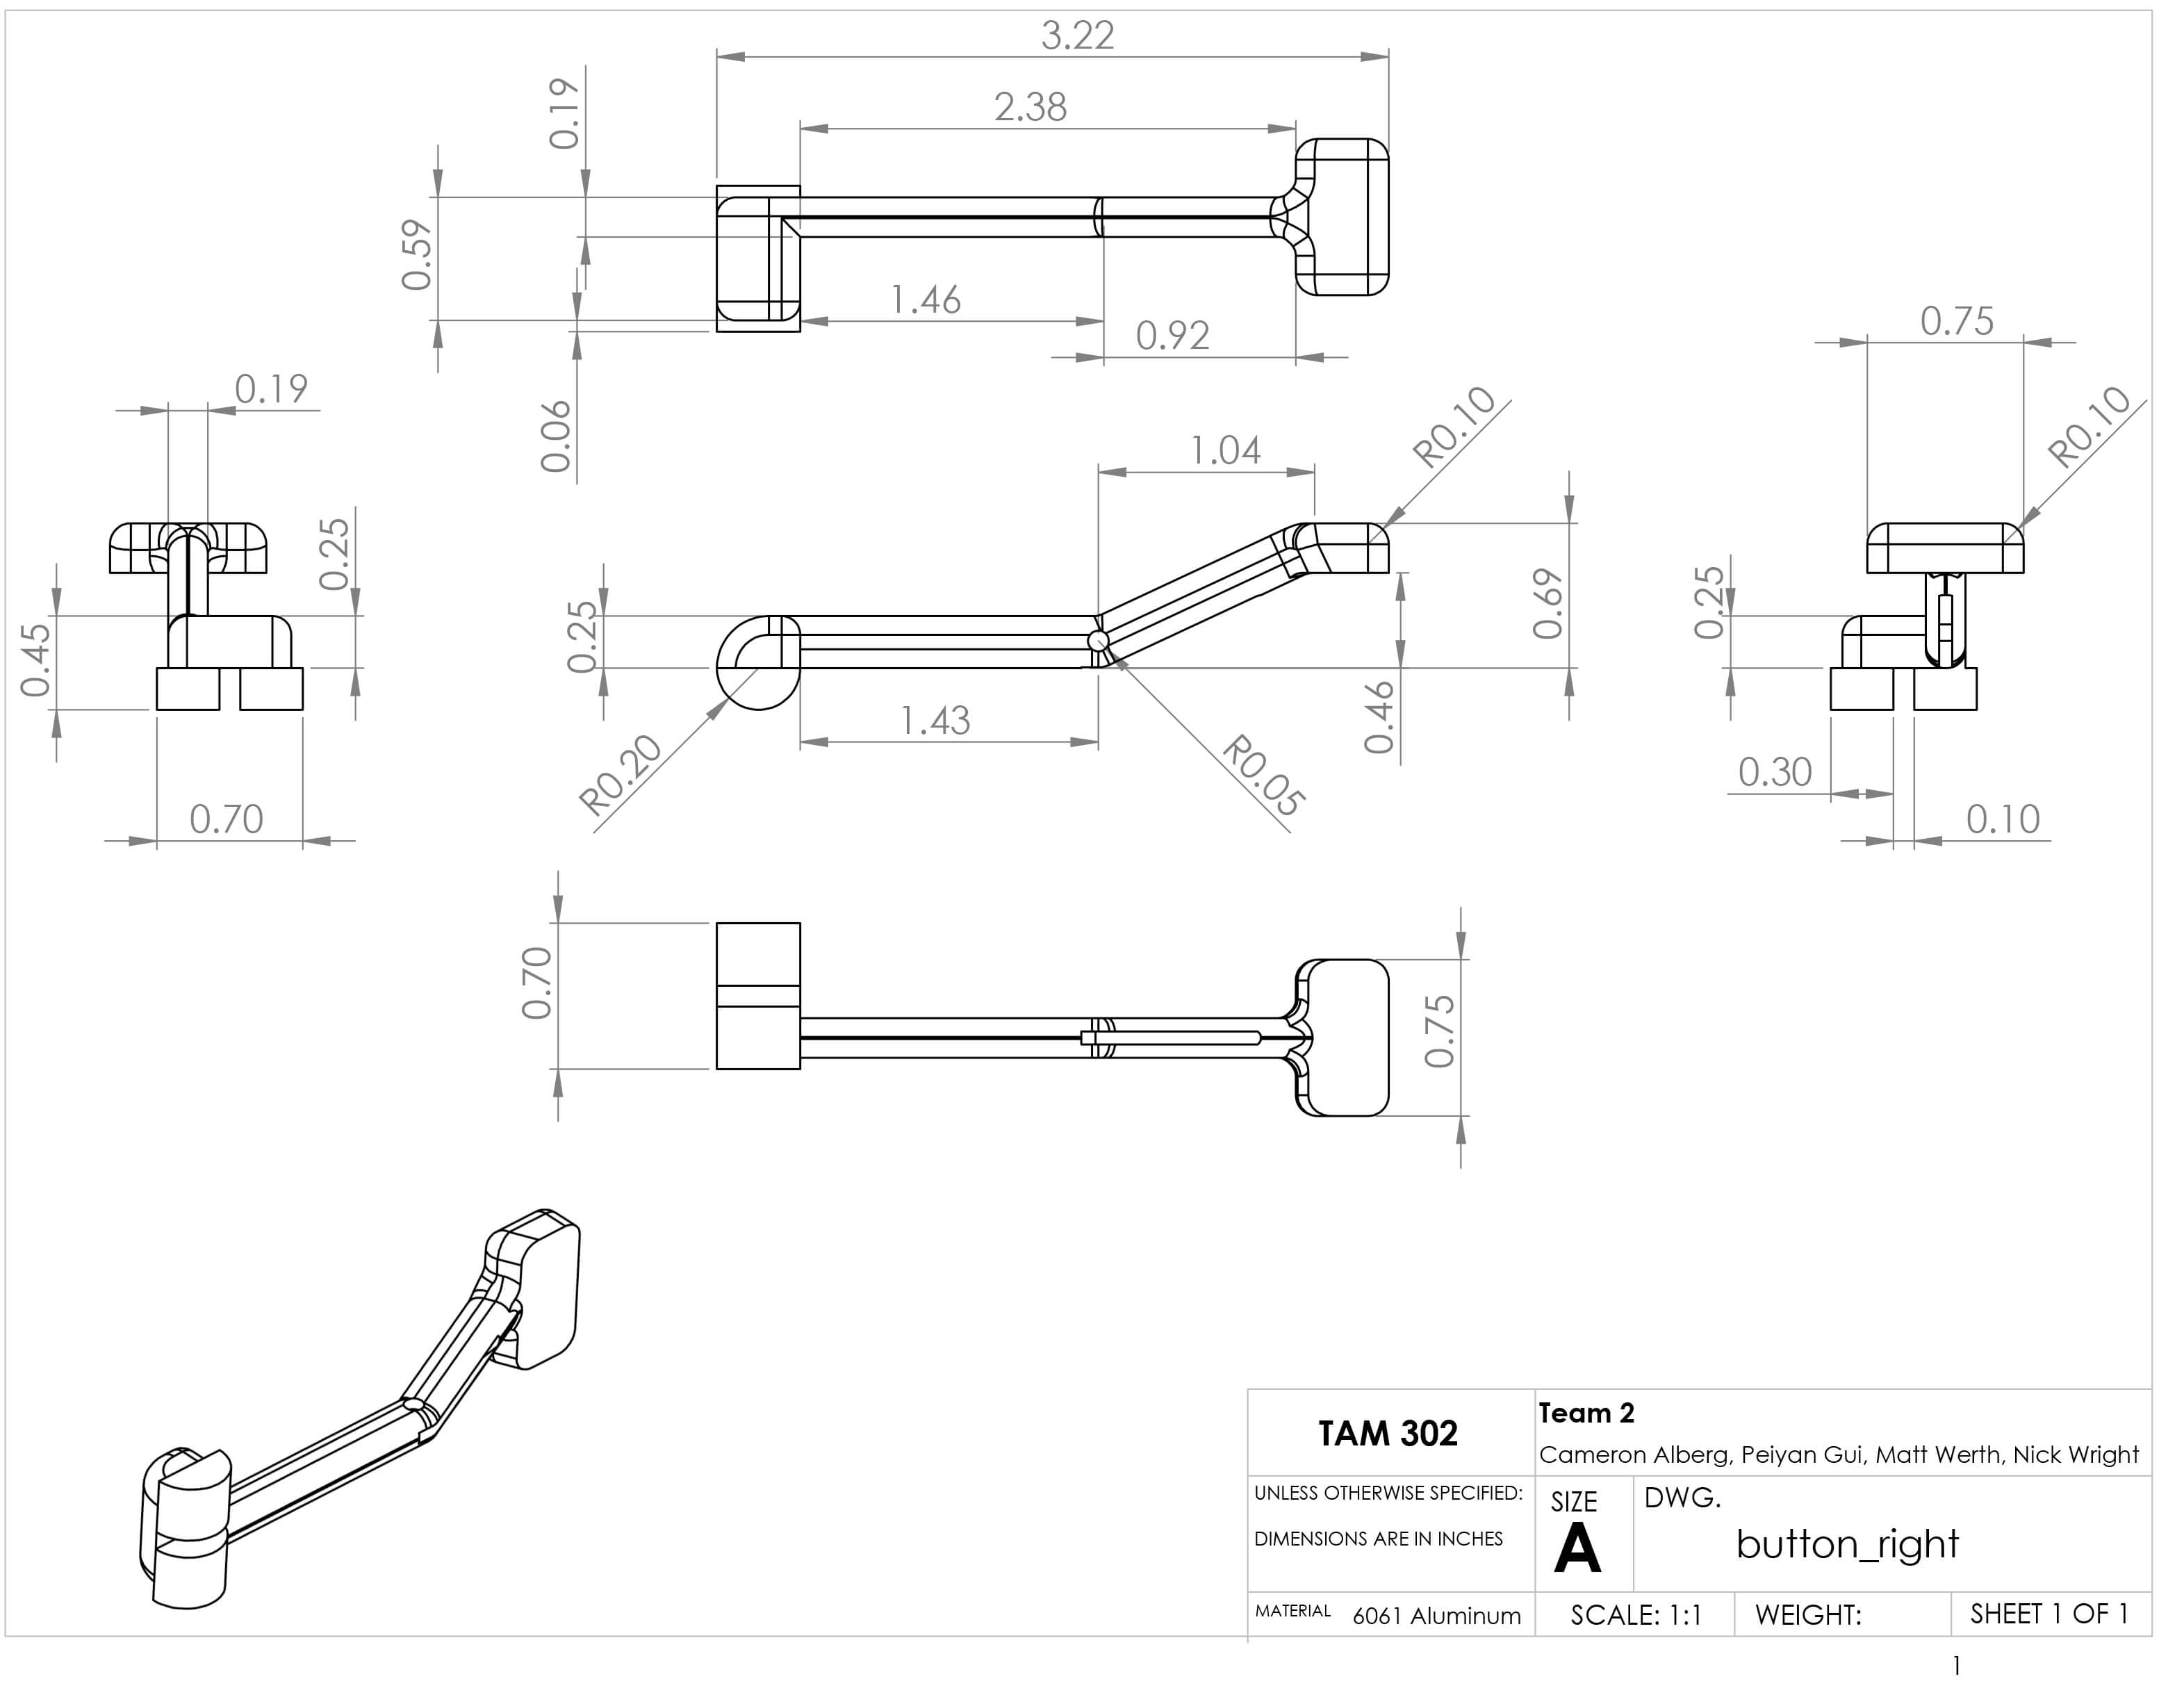 3.22
2.38
0.19
0.59
1.46
0.92
0.06
0.75
0.19
R0.10
R0.10
1.04
0.25
0.45
0.25
0.69
0.46
0.25
1.43
R0.20
R0.05
0.30
0.10
0.70
0.70
0.75
TAM 302
Team 2
Cameron Alberg, Peiyan Gui, Matt Werth, Nick Wright
UNLESS OTHERWISE SPECIFIED:
DIMENSIONS ARE IN INCHES
SIZE
A
DWG.
button_right
MATERIAL 6061 Aluminum
SCALE: 1:1
WEIGHT:
SHEET 1 OF 1
1